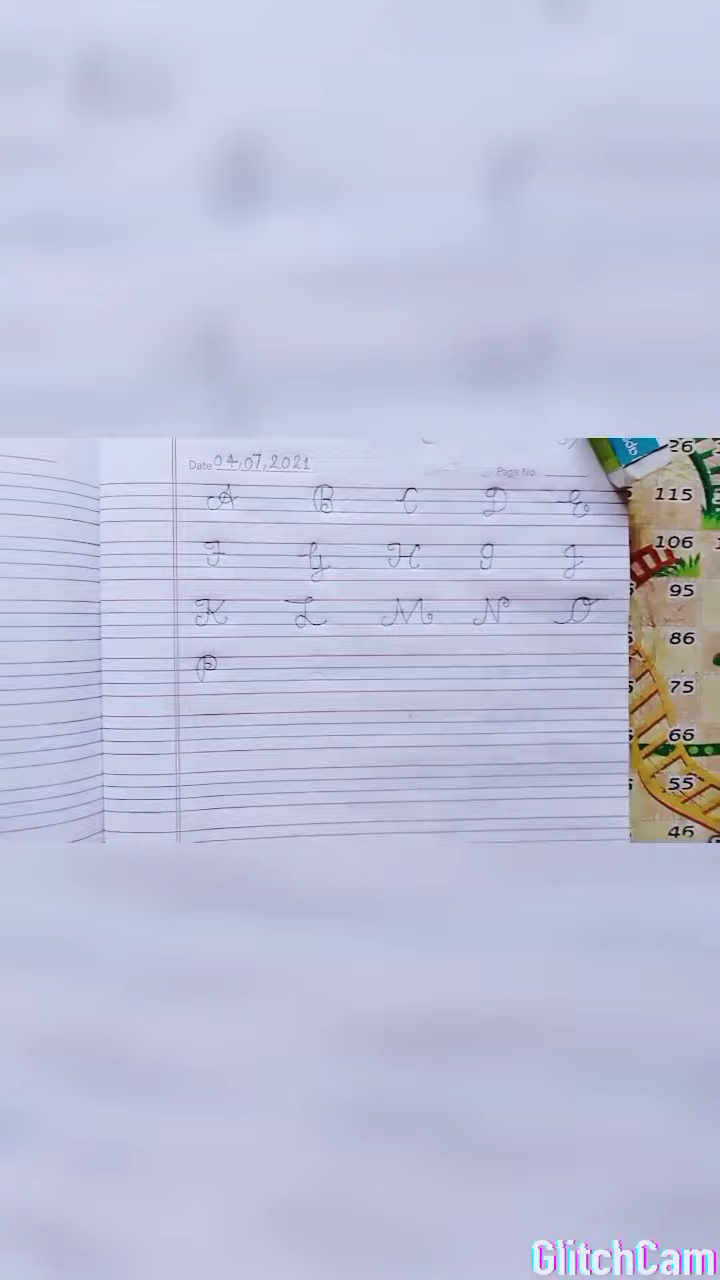 Date 04,07,2021
Page No.
A B C D E
F G H I J
K L M N O
P
26
115
106
95
86
75
66
55
46
GlitchCam